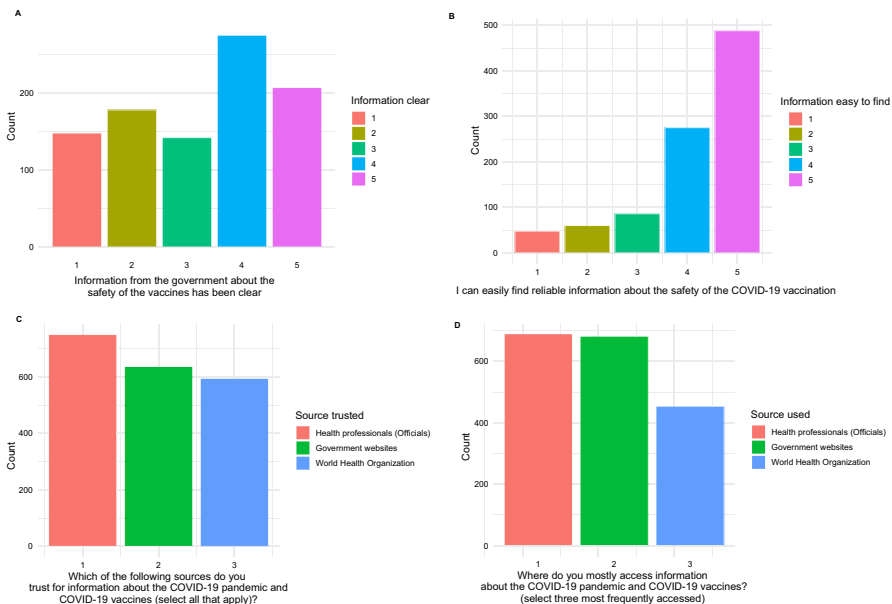 A
Count
200
100
0
1 2 3 4 5
Information from the government about the
safety of the vaccines has been clear
Information clear
1
2
3
4
5
B
Count
500
400
300
200
100
0
1 2 3 4 5
I can easily find reliable information about the safety of the COVID-19 vaccination
Information easy to find
1
2
3
4
5
C
Count
600
400
200
0
1 2 3
Which of the following sources do you
trust for information about the COVID-19 pandemic and
COVID-19 vaccines (select all that apply)?
Source trusted
Health professionals (Officials)
Government websites
World Health Organization
D
Count
600
400
200
0
1 2 3
Where do you mostly access information
about the COVID-19 pandemic and COVID-19 vaccines?
(select three most frequently accessed)
Source used
Health professionals (Officials)
Government websites
World Health Organization